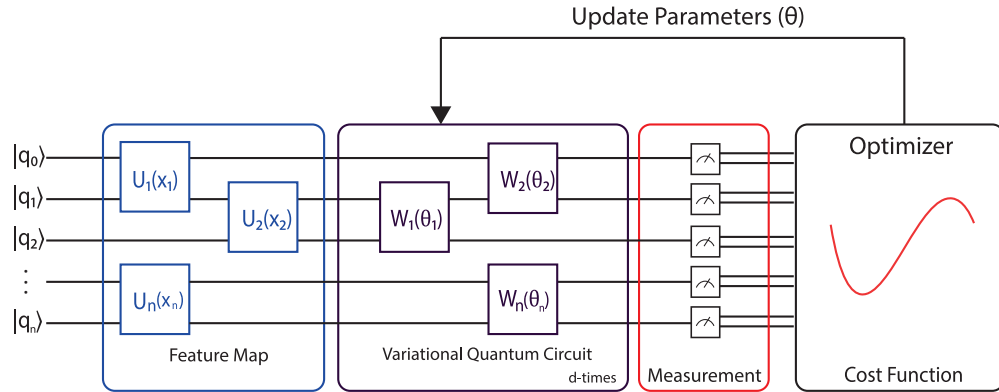 Update Parameters (θ)
|q₀⟩
|q₁⟩
|q₂⟩
⋮
|qₙ⟩
U₁(x₁)
U₂(x₂)
Uₙ(xₙ)
Feature Map
W₁(θ₁)
W₂(θ₂)
Wₙ(θₙ)
Variational Quantum Circuit
d-times
Measurement
Optimizer
Cost Function